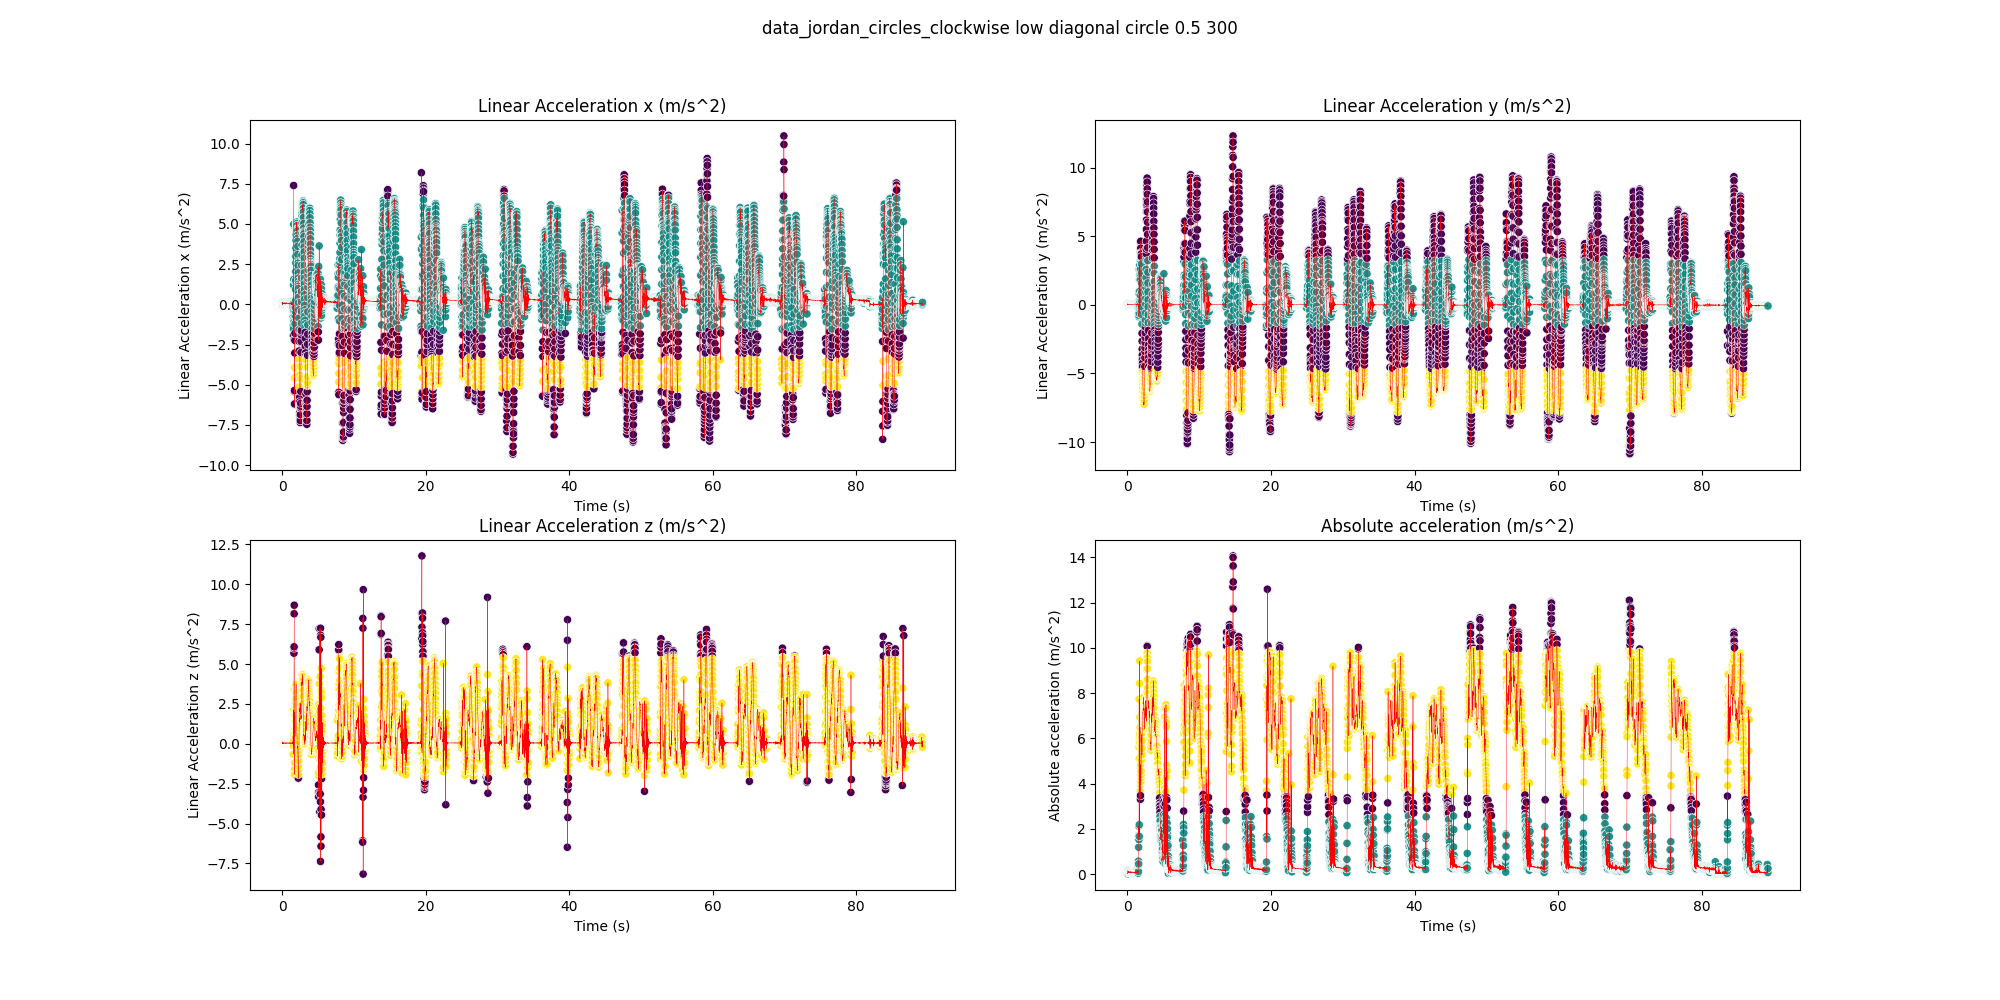 data_jordan_circles_clockwise low diagonal circle 0.5 300
Linear Acceleration x (m/s^2)
Linear Acceleration x (m/s^2)
10.0
7.5
5.0
2.5
0.0
−2.5
−5.0
−7.5
−10.0
0 20 40 60 80
Time (s)
Linear Acceleration y (m/s^2)
Linear Acceleration y (m/s^2)
10
5
0
−5
−10
0 20 40 60 80
Time (s)
Linear Acceleration z (m/s^2)
Linear Acceleration z (m/s^2)
12.5
10.0
7.5
5.0
2.5
0.0
−2.5
−5.0
−7.5
0 20 40 60 80
Time (s)
Absolute acceleration (m/s^2)
Absolute acceleration (m/s^2)
14
12
10
8
6
4
2
0
0 20 40 60 80
Time (s)